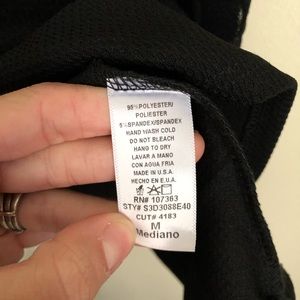 95%POLYESTER/
POLIESTER
5%SPANDEX/SPANDEX
HAND WASH COLD
DO NOT BLEACH
HANG TO DRY
LAVAR A MANO
CON AGUA FRIA
MADE IN U.S.A.
HECHO EN E.U.A.
RN# 107363
STY# S3D3088E40
CUT# 4183
M
Mediano